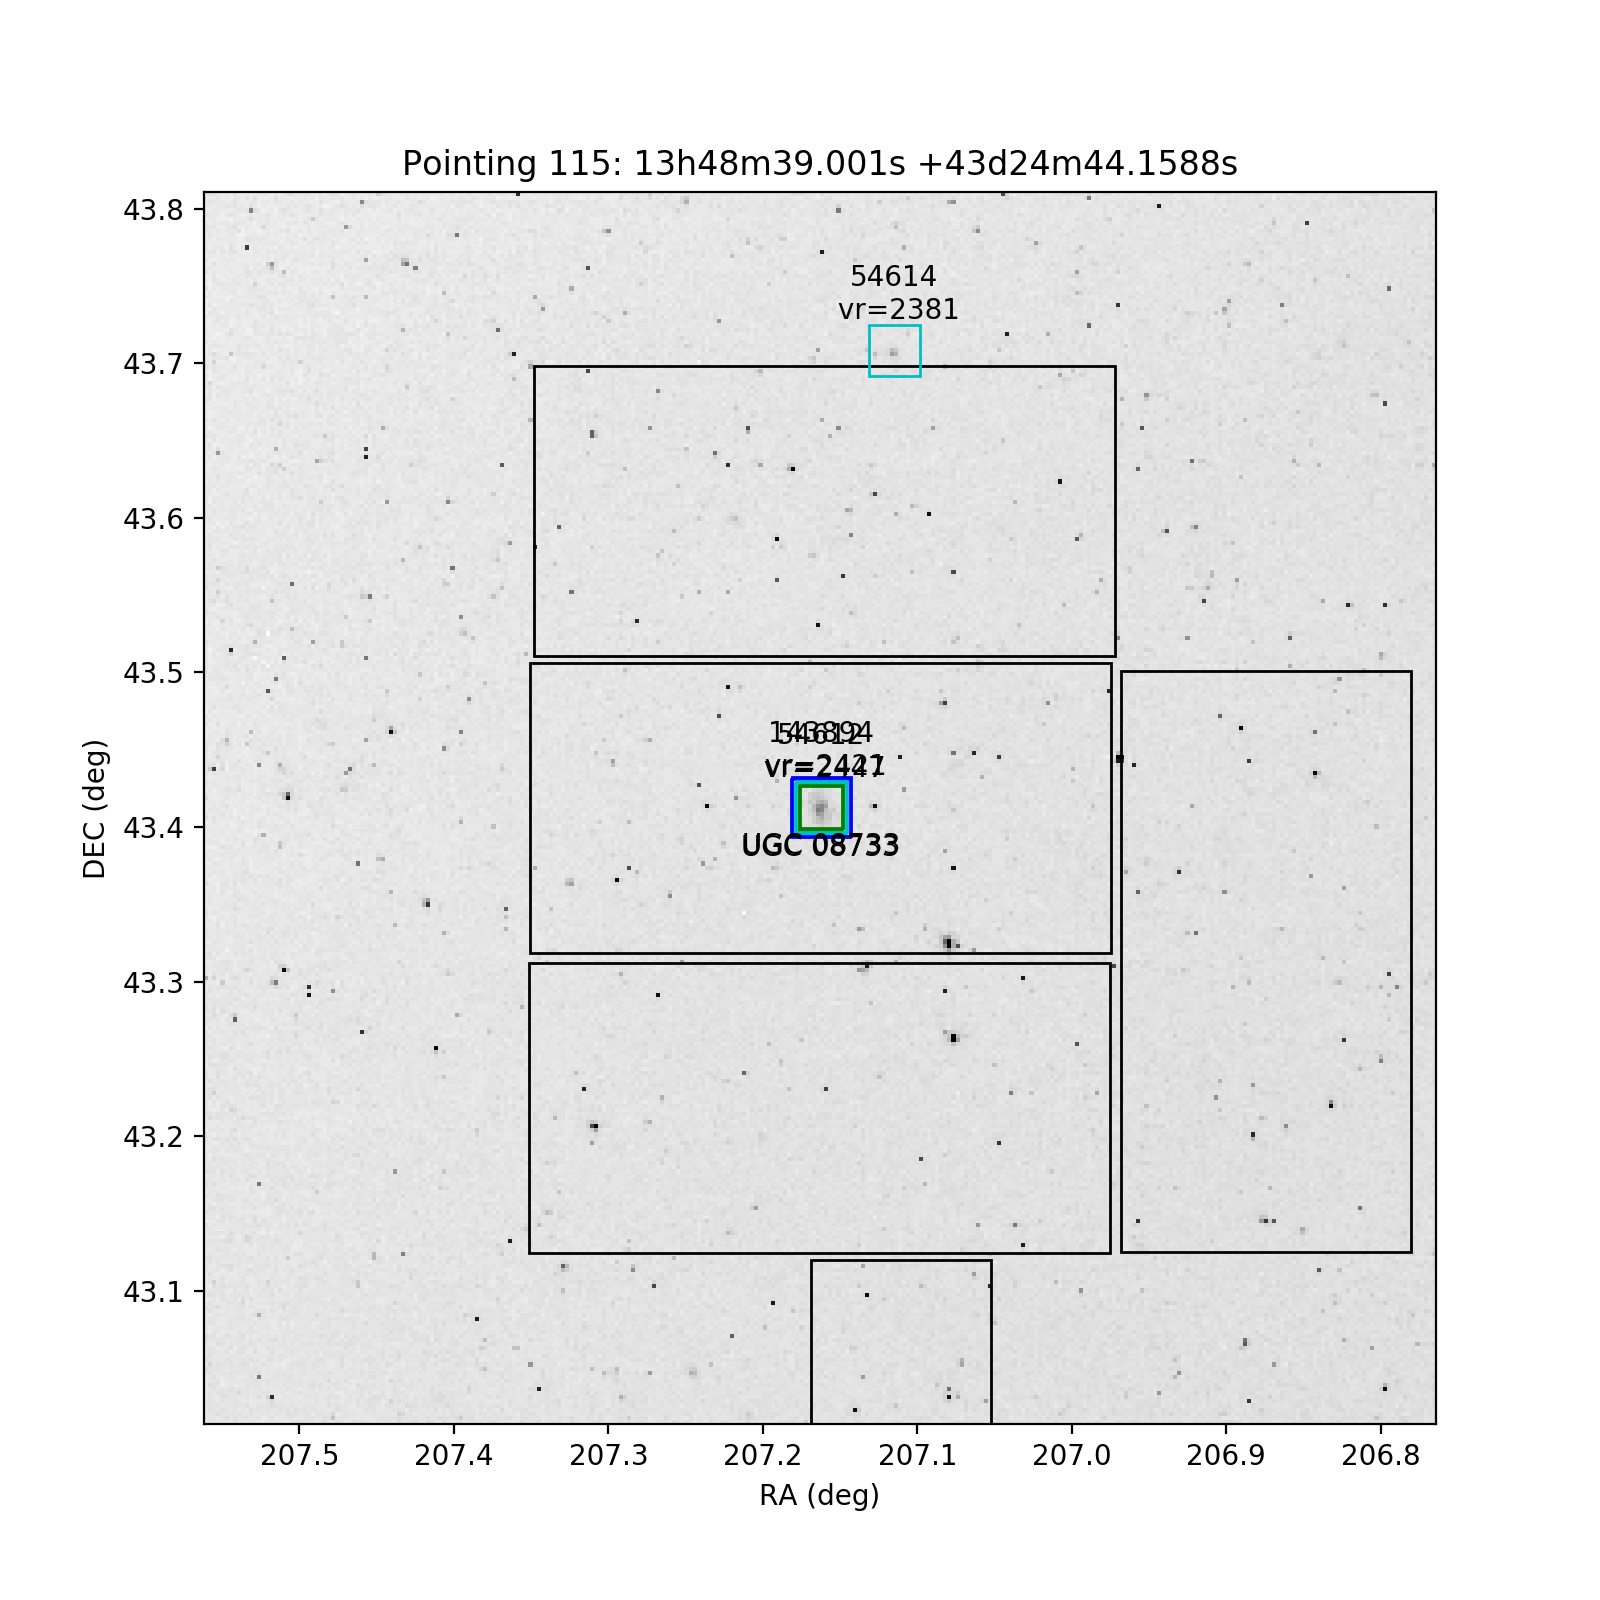 Pointing 115: 13h48m39.001s +43d24m44.1588s
43.8
54614
vr=2381
43.7
43.6
43.5
UGC 08733
43.4
43.3
43.2
43.1
DEC (deg)
207.5 207.4 207.3 207.2 207.1 207.0 206.9 206.8
RA (deg)